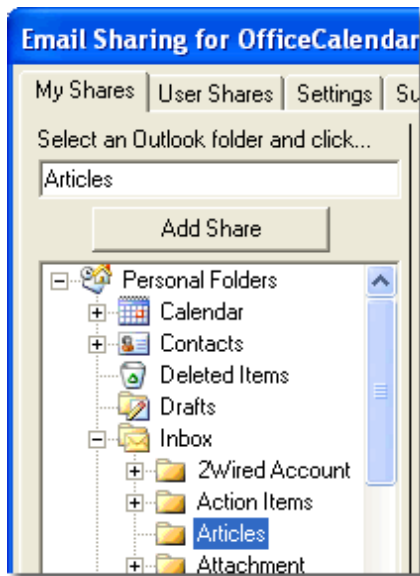 Email Sharing for OfficeCalendar
My Shares User Shares Settings Su
Select an Outlook folder and click...
Articles
Add Share
Personal Folders
Calendar
Contacts
Deleted Items
Drafts
Inbox
2Wired Account
Action Items
Articles
Attachment